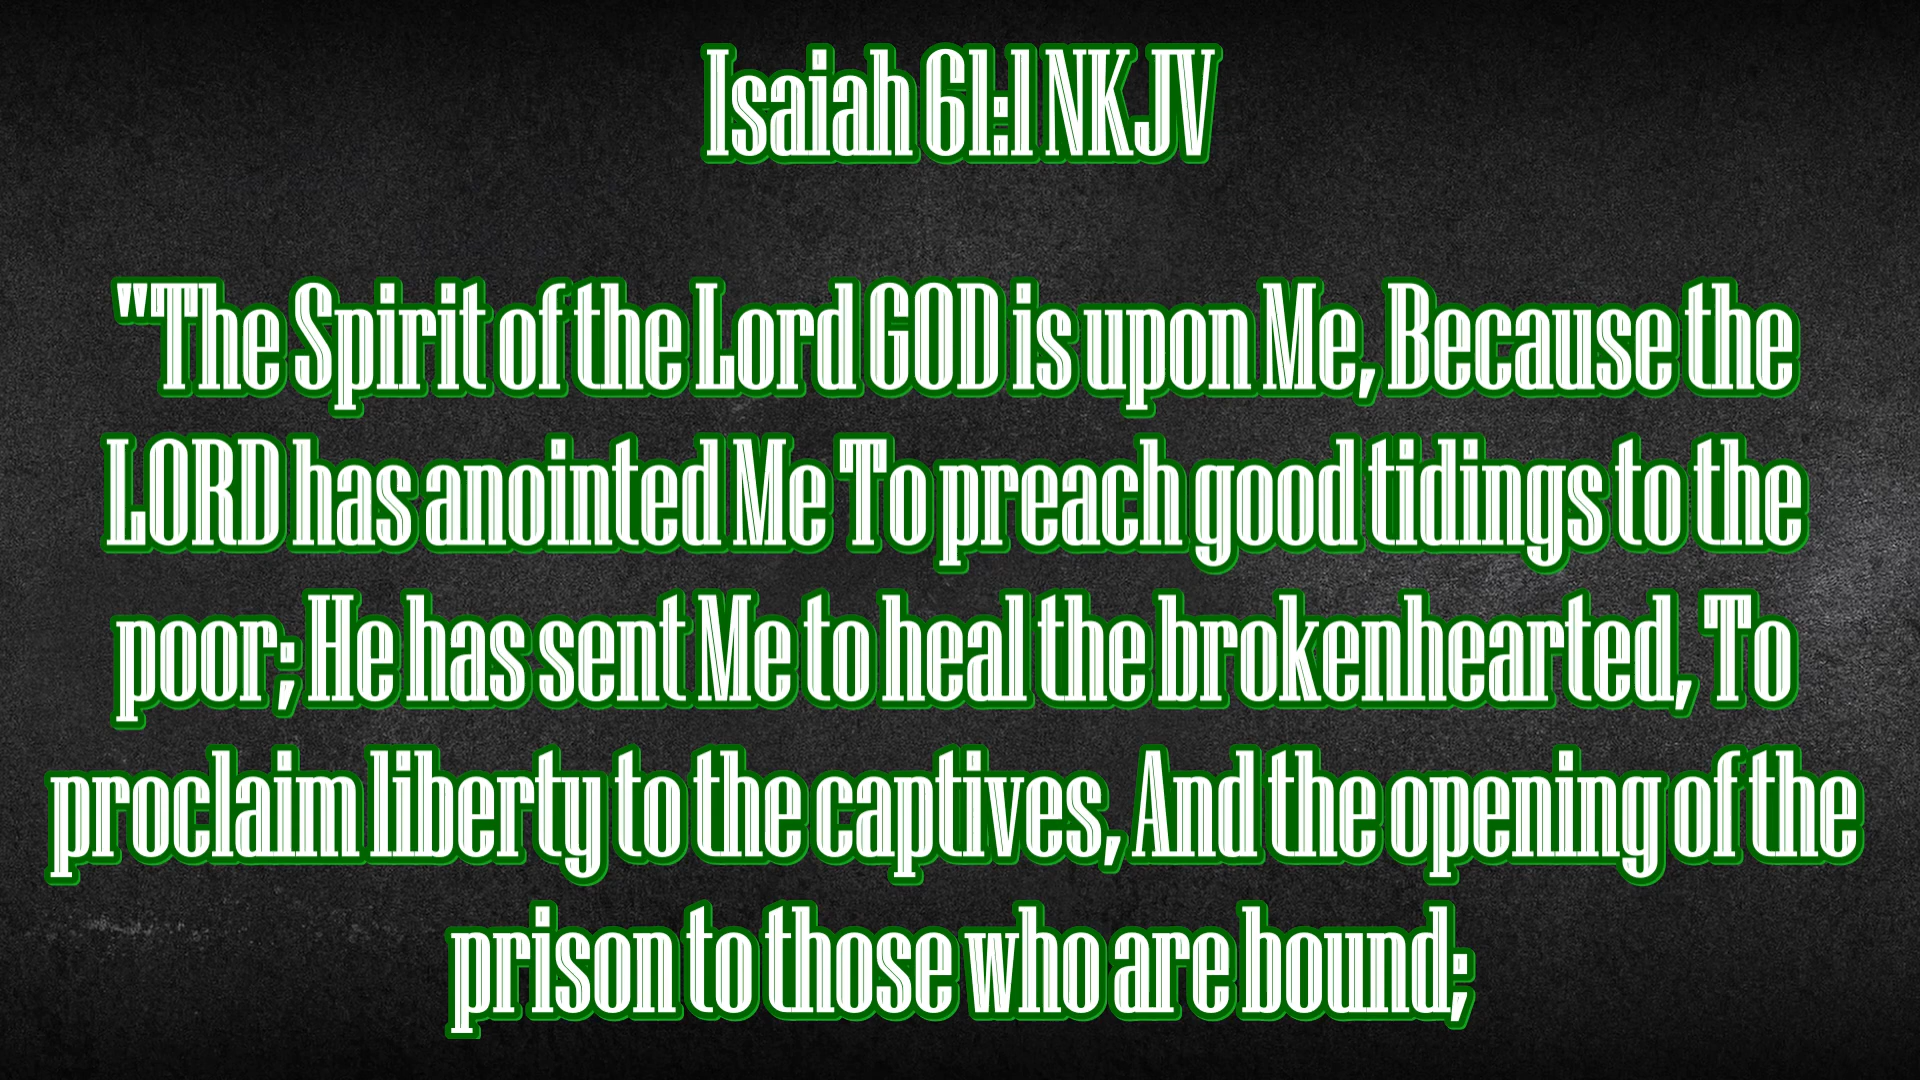 Isaiah 61:1 NKJV
"The Spirit of the Lord GOD is upon Me, Because the
LORD has anointed Me To preach good tidings to the
poor; He has sent Me to heal the brokenhearted, To
proclaim liberty to the captives, And the opening of the
prison to those who are bound;